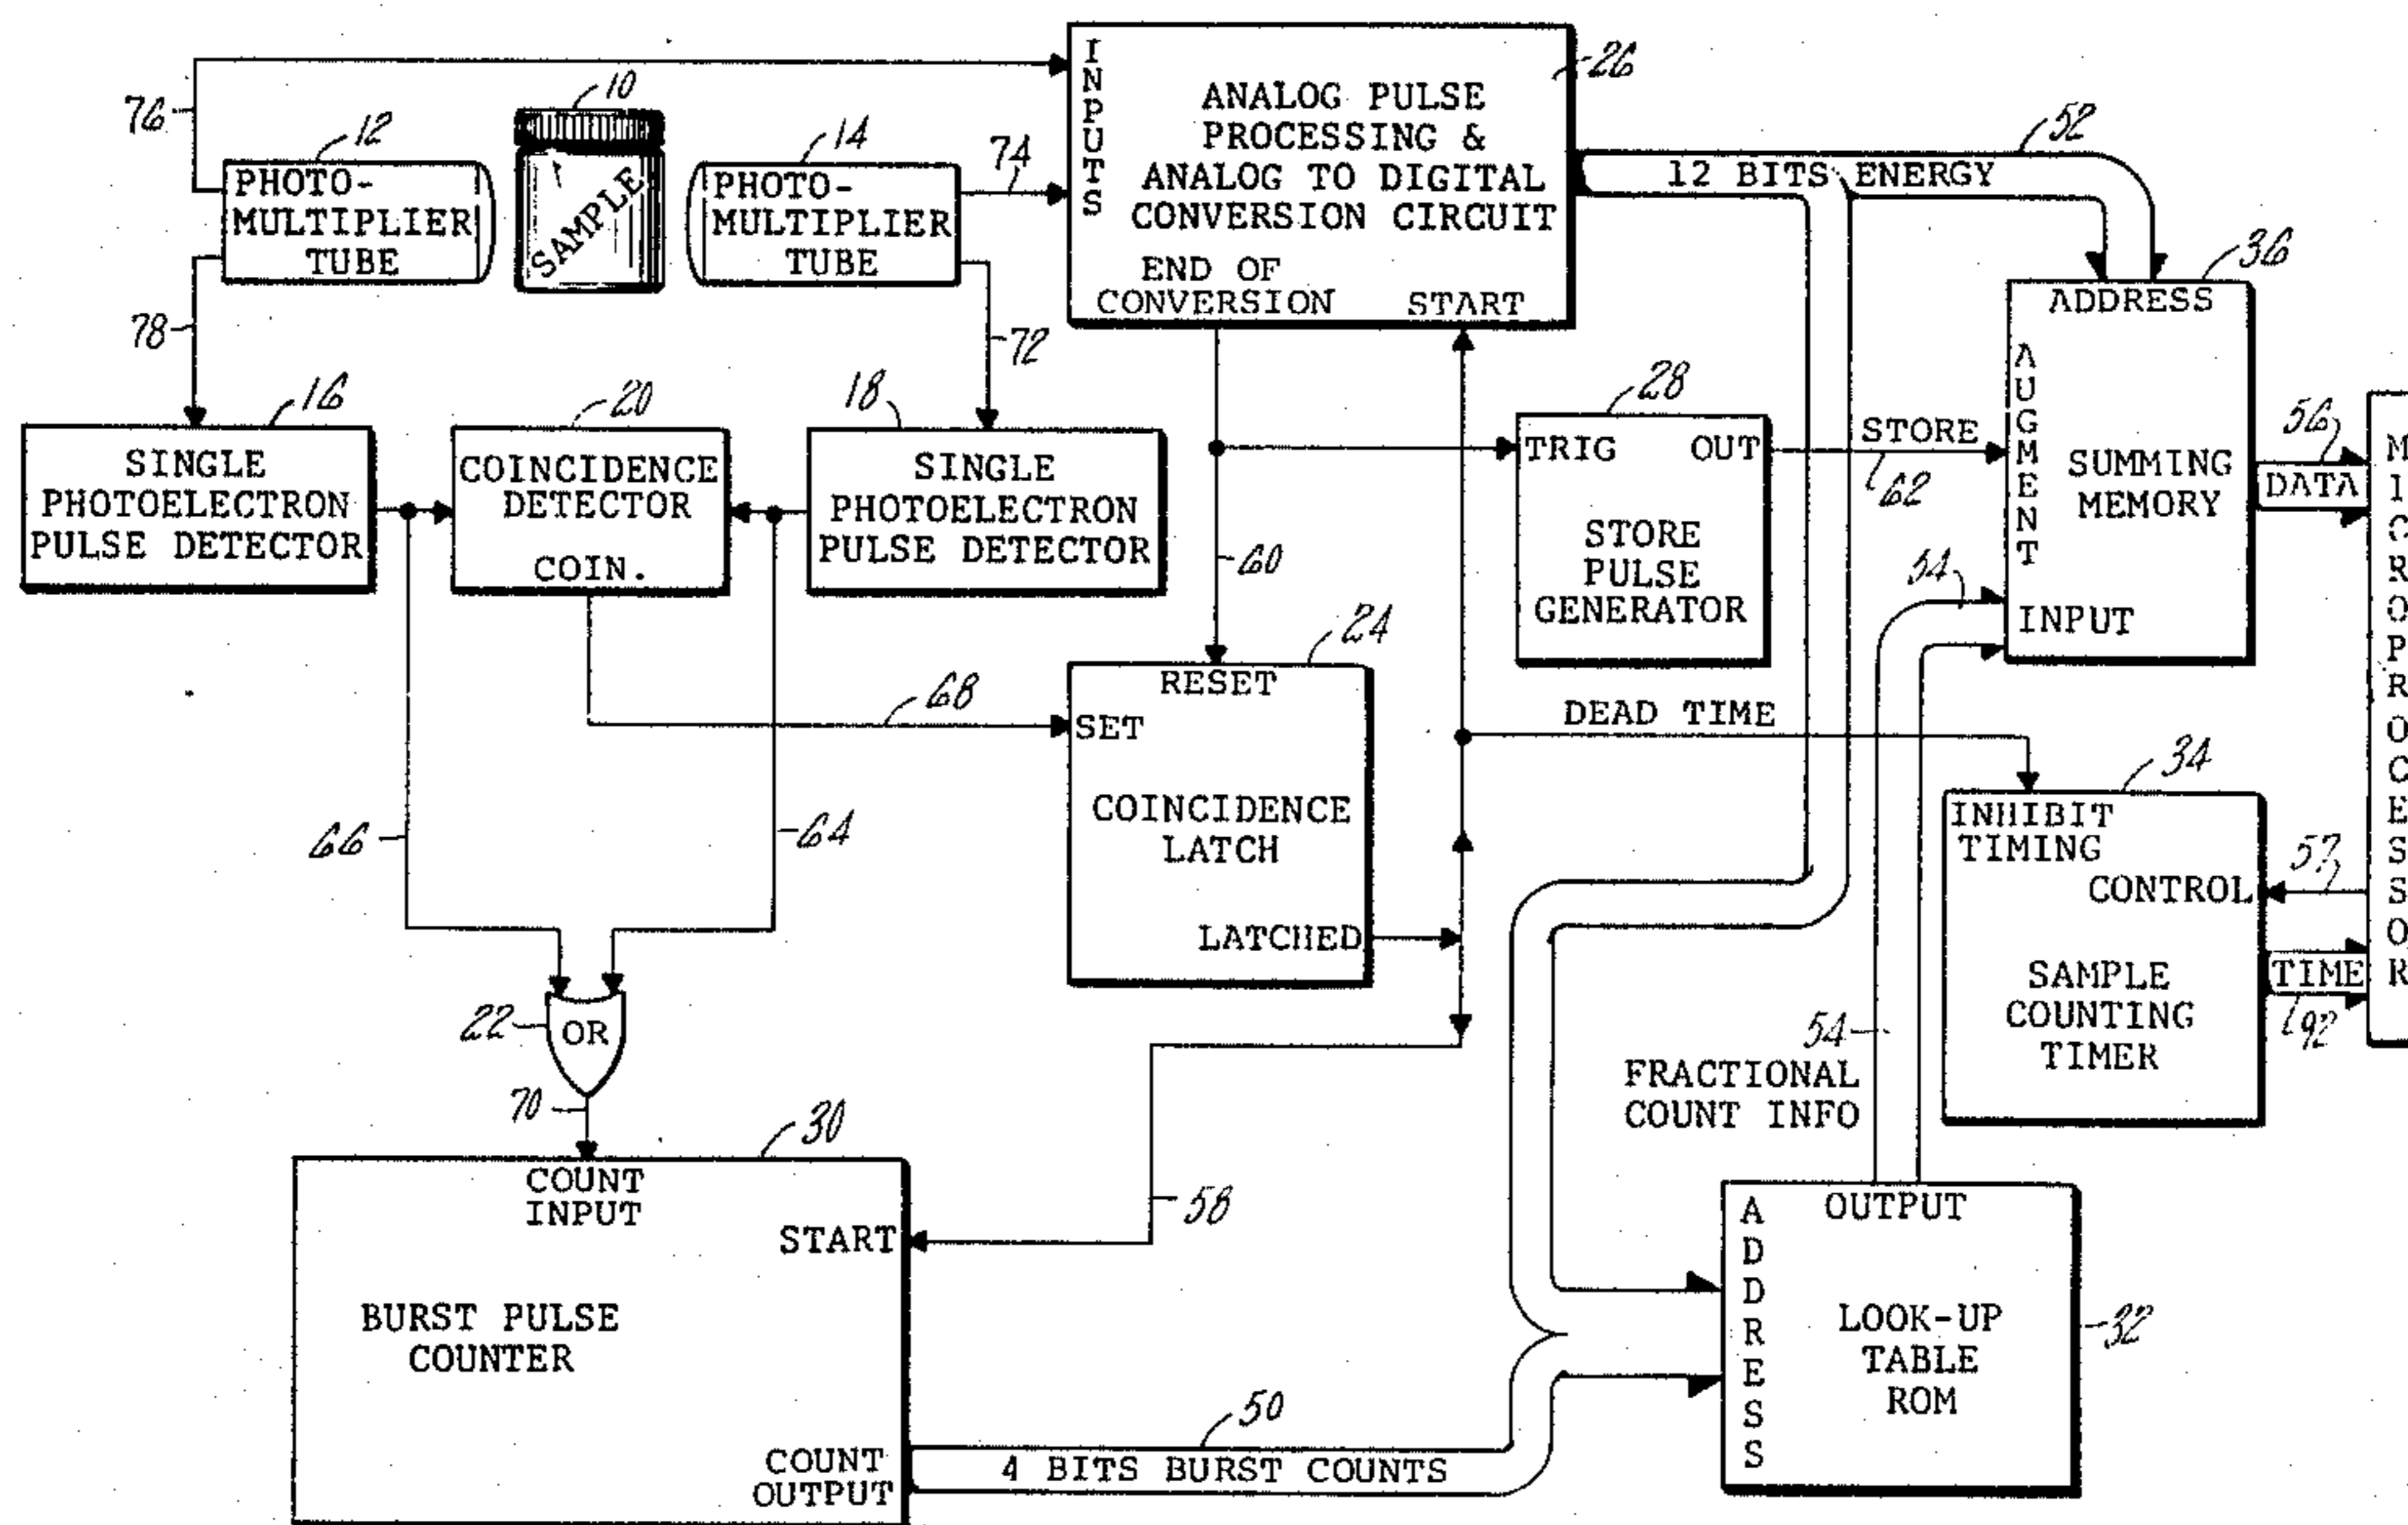 76
12
PHOTO-
MULTIPLIER
TUBE
78
10
SAMPLE
14
PHOTO-
MULTIPLIER
TUBE
74
72
INPUTS
ANALOG PULSE
PROCESSING &
ANALOG TO DIGITAL
CONVERSION CIRCUIT
END OF
CONVERSION
START
26
12 BITS ENERGY
52
36
ADDRESS
AUGMENT
SUMMING
MEMORY
INPUT
56
DATA
16
SINGLE
PHOTOELECTRON
PULSE DETECTOR
20
COINCIDENCE
DETECTOR
COIN.
18
SINGLE
PHOTOELECTRON
PULSE DETECTOR
60
28
TRIG
OUT
STORE
PULSE
GENERATOR
STORE
62
54
MICROPROCESSOR
66
64
68
24
RESET
SET
COINCIDENCE
LATCH
LATCHED
DEAD TIME
34
INHIBIT
TIMING
CONTROL
SAMPLE
COUNTING
TIMER
57
TIME
92
22
OR
70
30
COUNT
INPUT
START
BURST PULSE
COUNTER
COUNT
OUTPUT
58
50
4 BITS BURST COUNTS
54
FRACTIONAL
COUNT INFO
OUTPUT
ADDRESS
LOOK-UP
TABLE
ROM
32